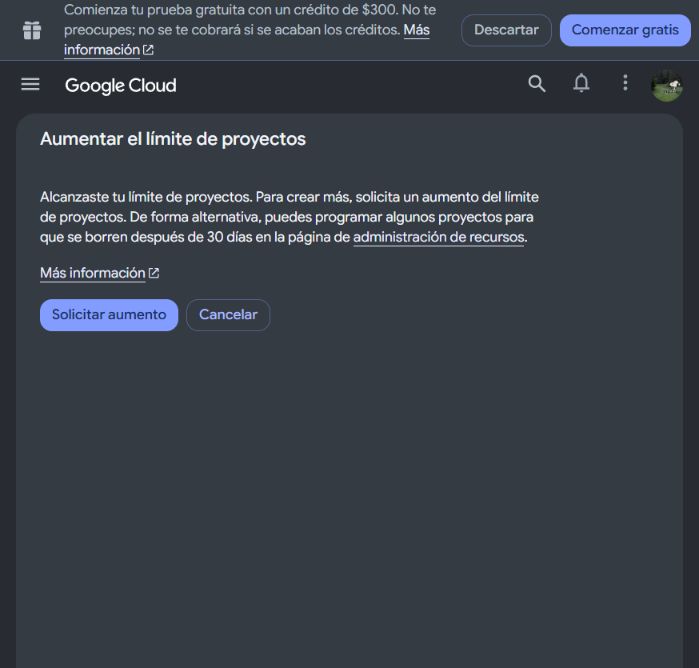 Comienza tu prueba gratuita con un crédito de $300. No te
preocupes; no se te cobrará si se acaban los créditos. Más
información
Descartar
Comenzar gratis
Google Cloud
Aumentar el límite de proyectos
Alcanzaste tu límite de proyectos. Para crear más, solicita un aumento del límite
de proyectos. De forma alternativa, puedes programar algunos proyectos para
que se borren después de 30 días en la página de administración de recursos.
Más información
Solicitar aumento
Cancelar